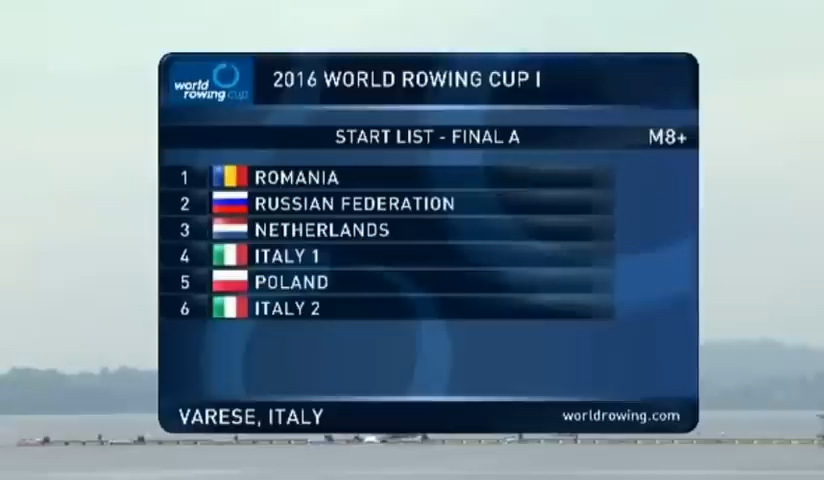 world
rowing cup
2016 WORLD ROWING CUP I
START LIST - FINAL A M8+
1 ROMANIA
2 RUSSIAN FEDERATION
3 NETHERLANDS
4 ITALY 1
5 POLAND
6 ITALY 2
VARESE, ITALY worldrowing.com